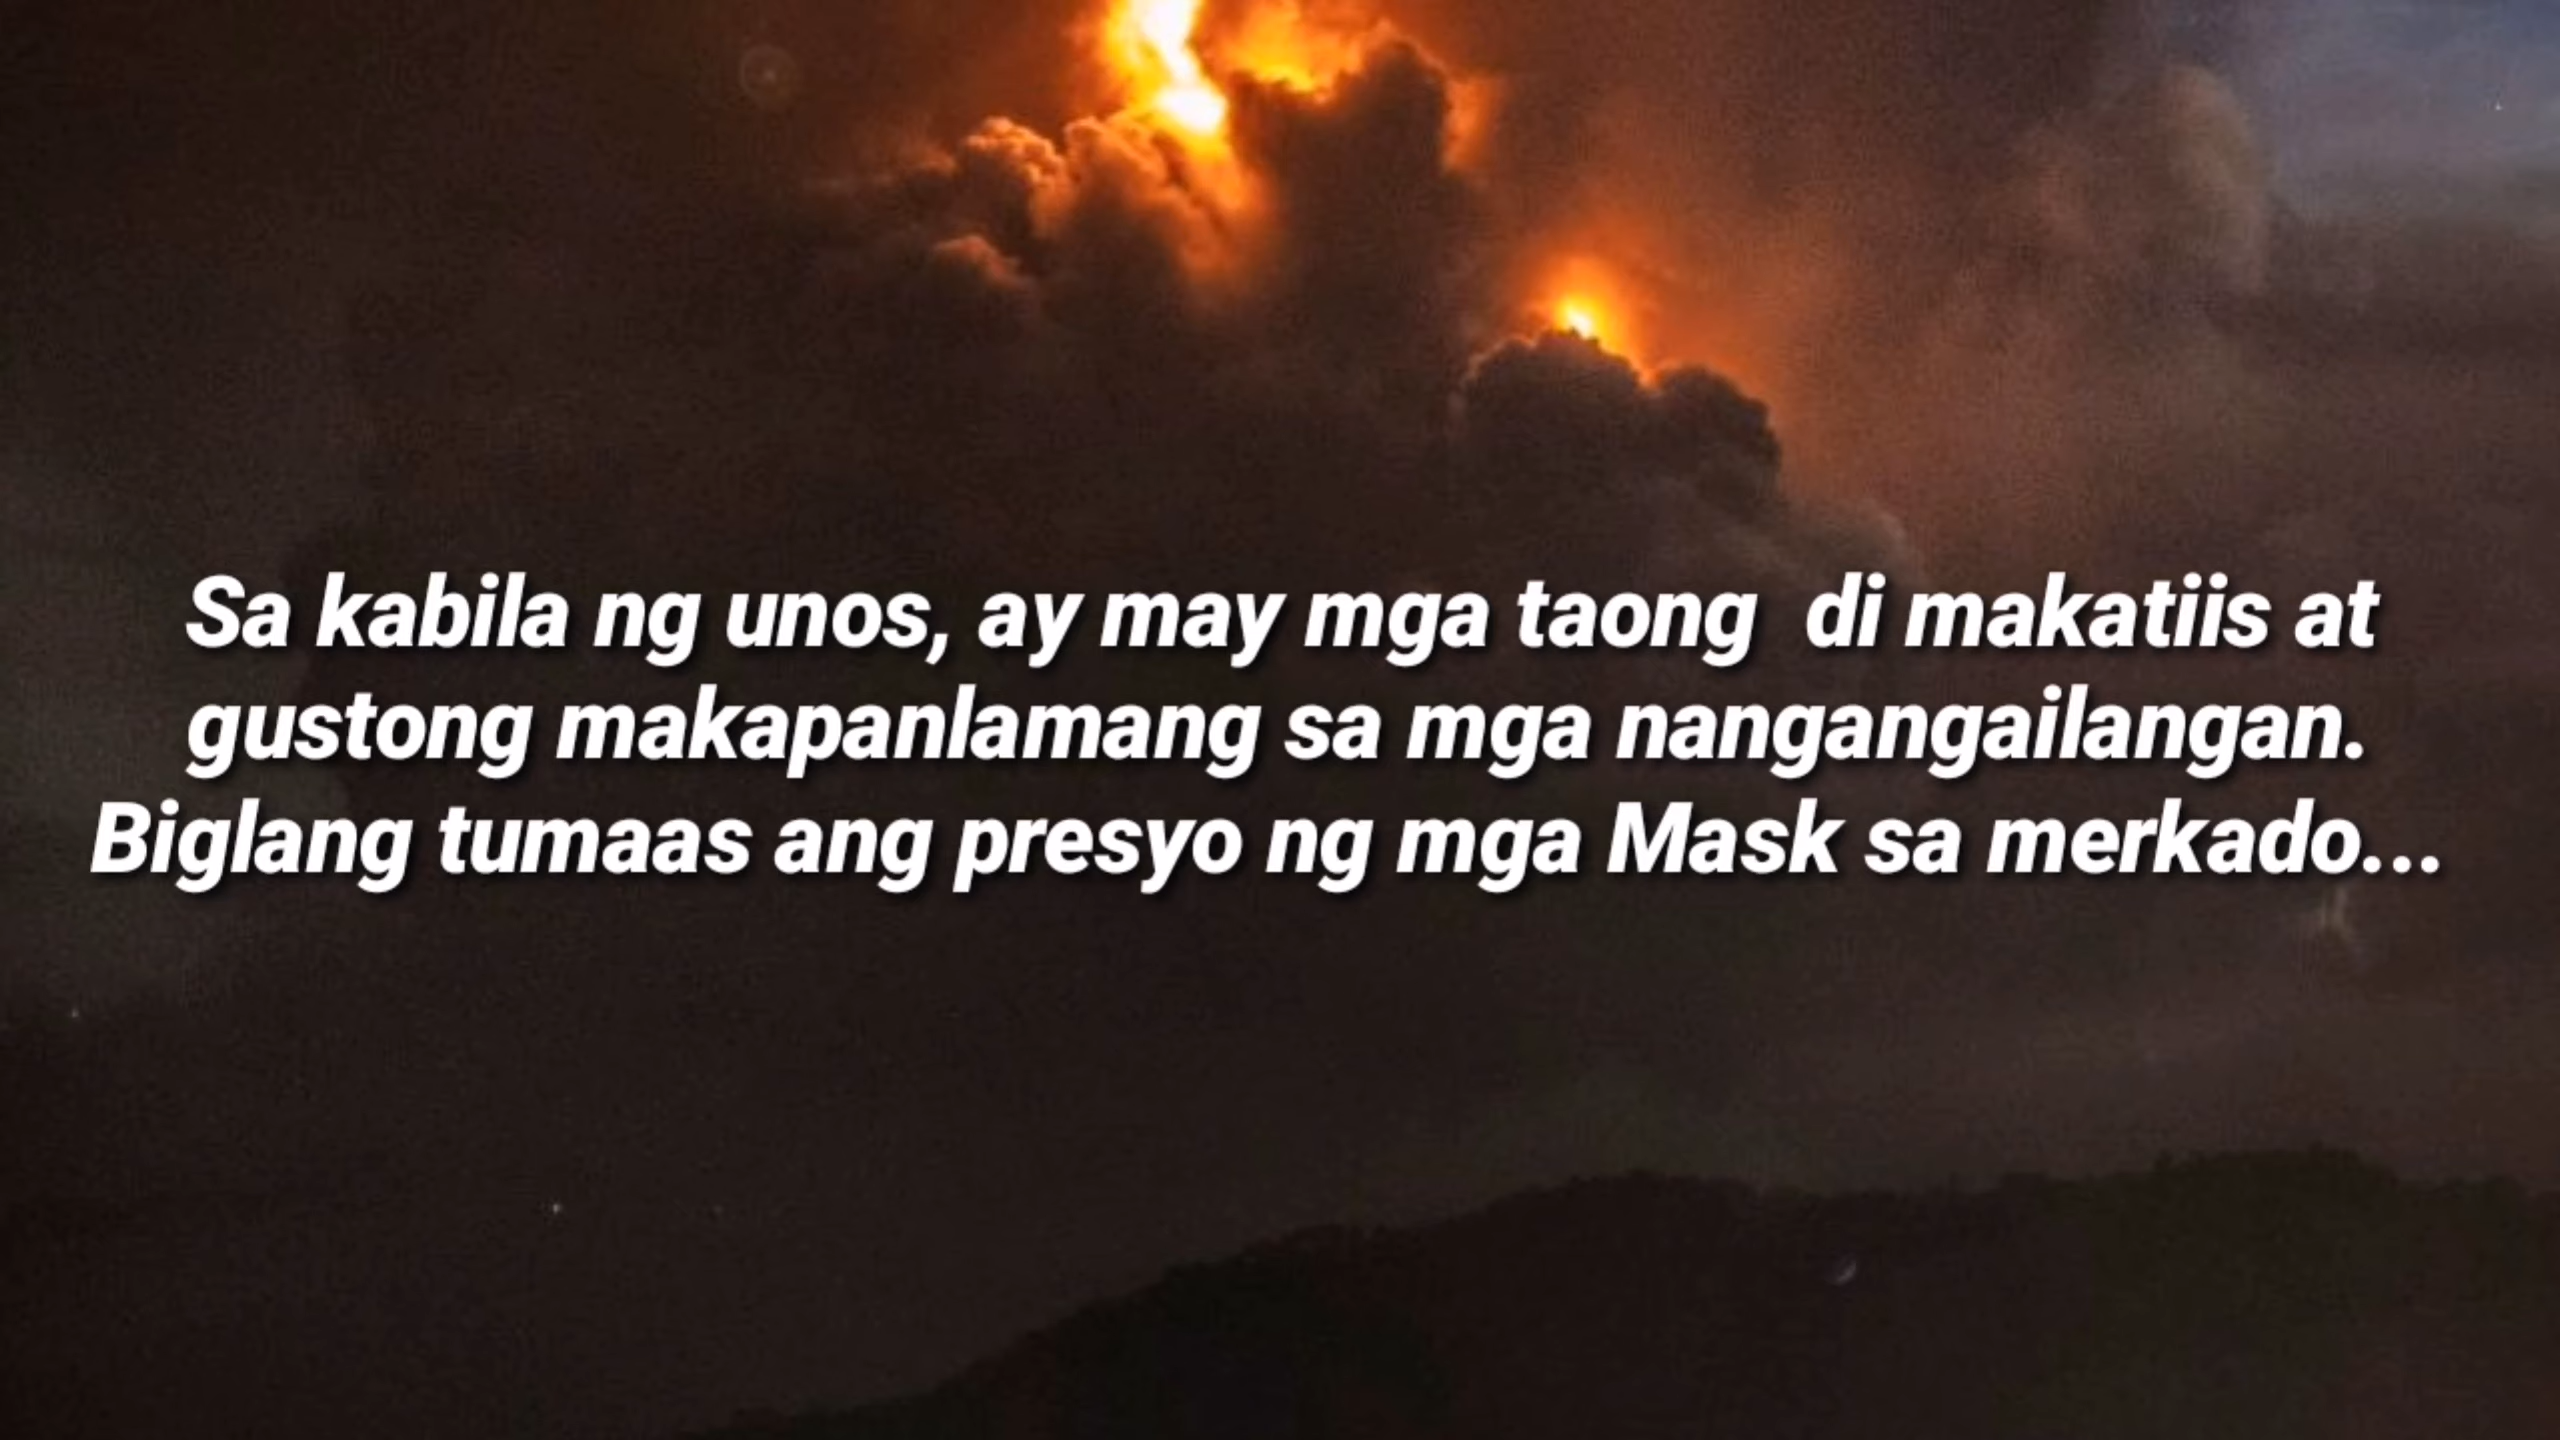 Sa kabila ng unos, ay may mga taong  di makatiis at
gustong makapanlamang sa mga nangangailangan.
Biglang tumaas ang presyo ng mga Mask sa merkado...